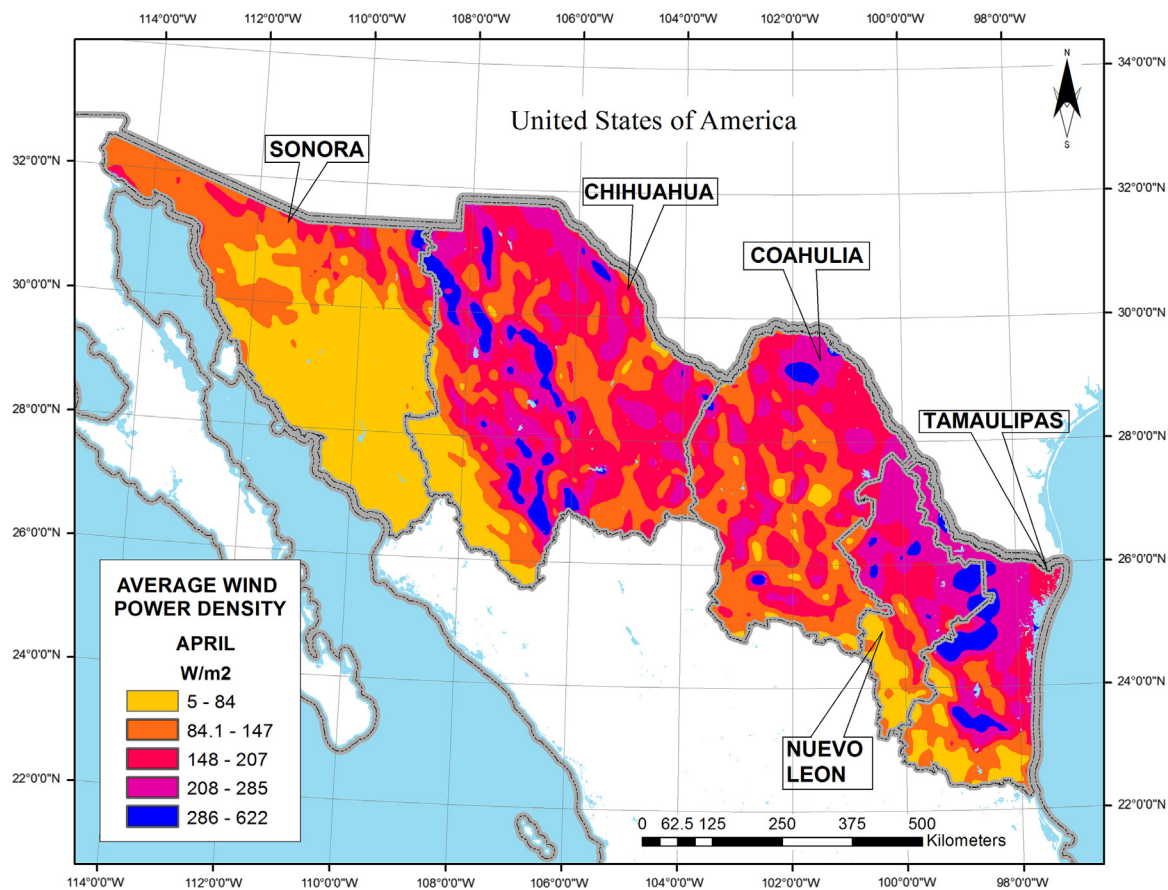 114°0'0"W 112°0'0"W 110°0'0"W 108°0'0"W 106°0'0"W 104°0'0"W 102°0'0"W 100°0'0"W 98°0'0"W
N
S
34°0'0"N
United States of America
32°0'0"N
SONORA
32°0'0"N
CHIHUAHUA
COAHULIA
30°0'0"N
30°0'0"N
TAMAULIPAS
28°0'0"N
28°0'0"N
26°0'0"N
26°0'0"N
24°0'0"N
24°0'0"N
22°0'0"N
22°0'0"N
NUEVO
LEON
AVERAGE WIND
POWER DENSITY
APRIL
W/m2
5 - 84
84.1 - 147
148 - 207
208 - 285
286 - 622
0 62.5 125 250 375 500
Kilometers
114°0'0"W 112°0'0"W 110°0'0"W 108°0'0"W 106°0'0"W 104°0'0"W 102°0'0"W 100°0'0"W 98°0'0"W